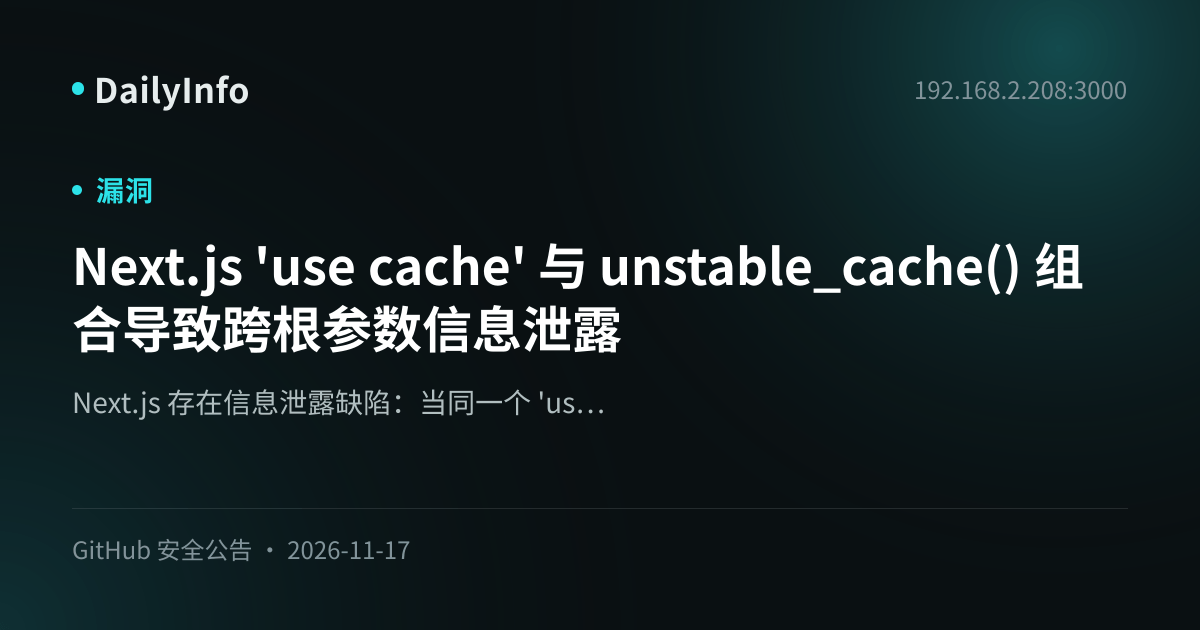 DailyInfo
192.168.2.208:3000
漏洞
Next.js 'use cache' 与 unstable_cache() 组
合导致跨根参数信息泄露
Next.js 存在信息泄露缺陷：当同一个 'us…
GitHub 安全公告 · 2026-11-17